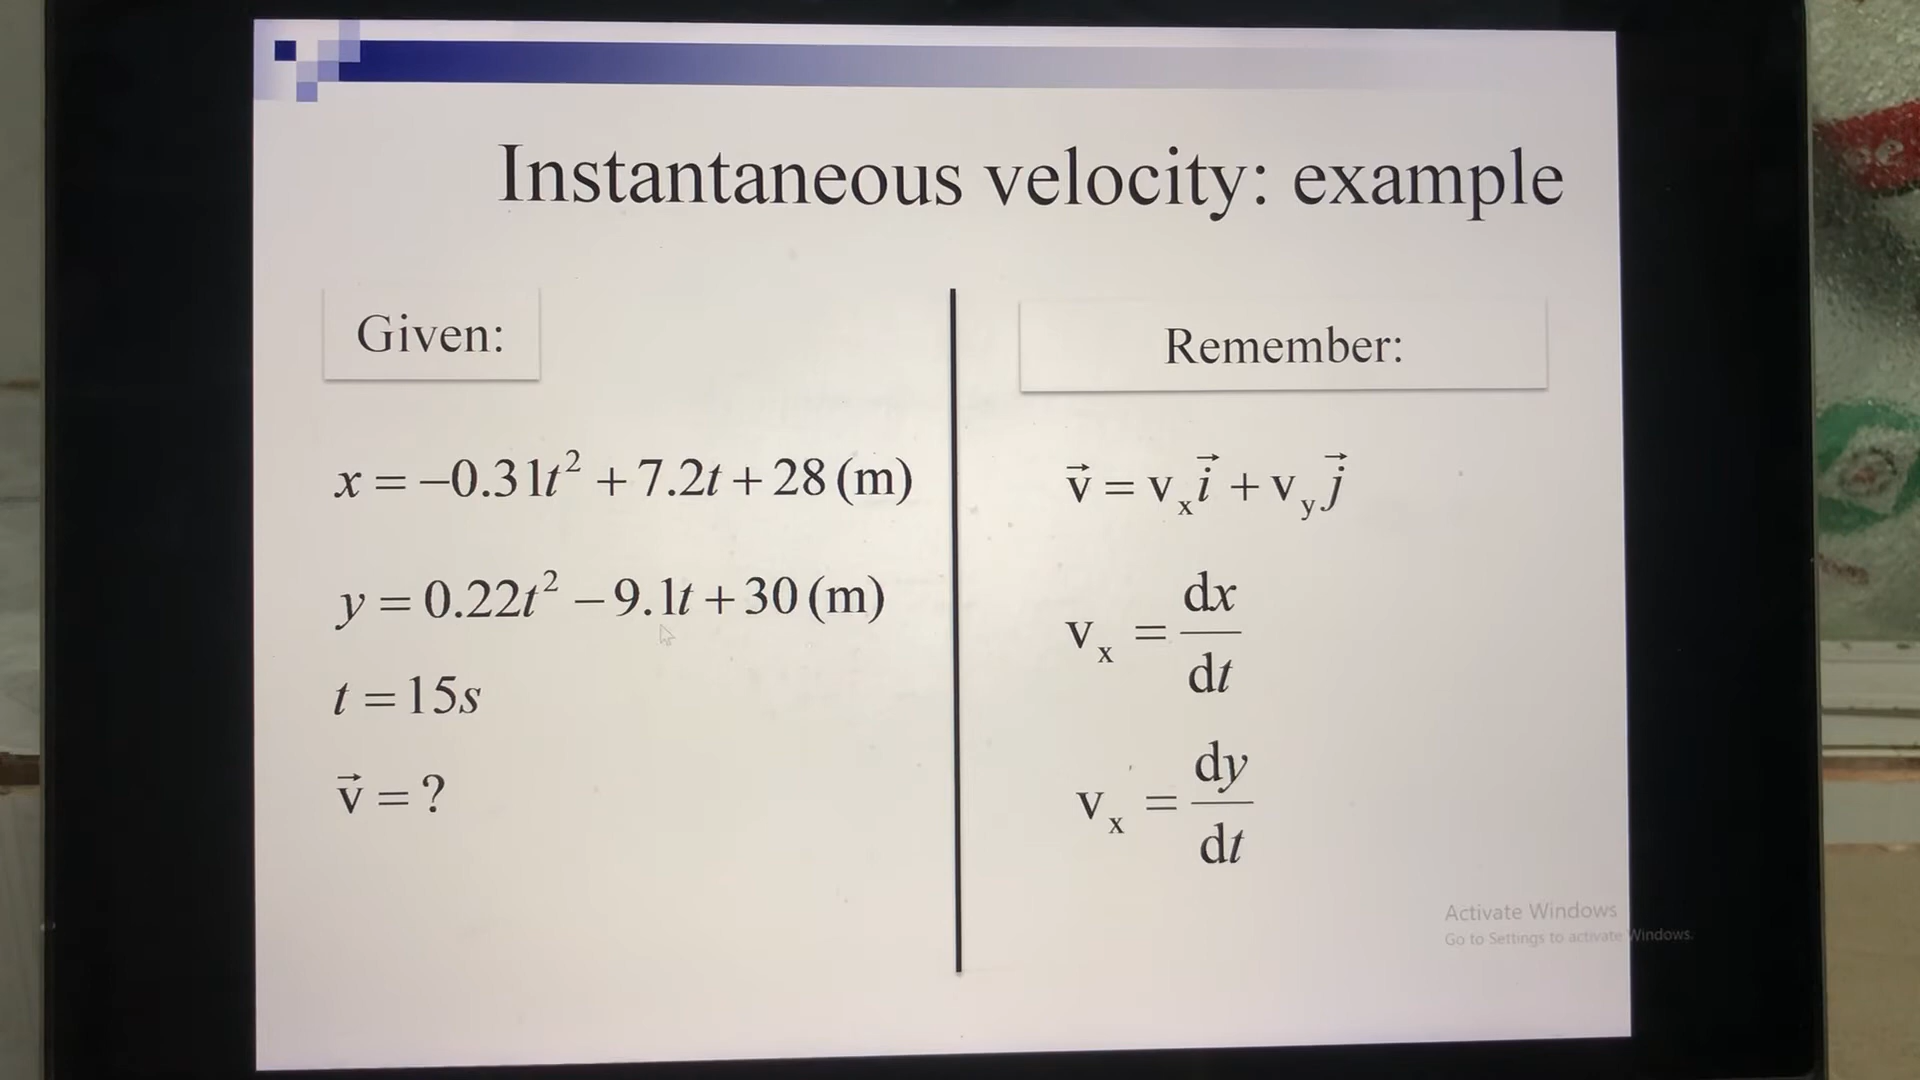 Instantaneous velocity: example
Given:
x = −0.31t² + 7.2t + 28 (m)
y = 0.22t² − 9.1t + 30 (m)
t = 15s
v⃗ = ?
Remember:
v⃗ = vₓi⃗ + v_y j⃗
vₓ = dx/dt
vₓ = dy/dt
Activate Windows
Go to Settings to activate Windows.